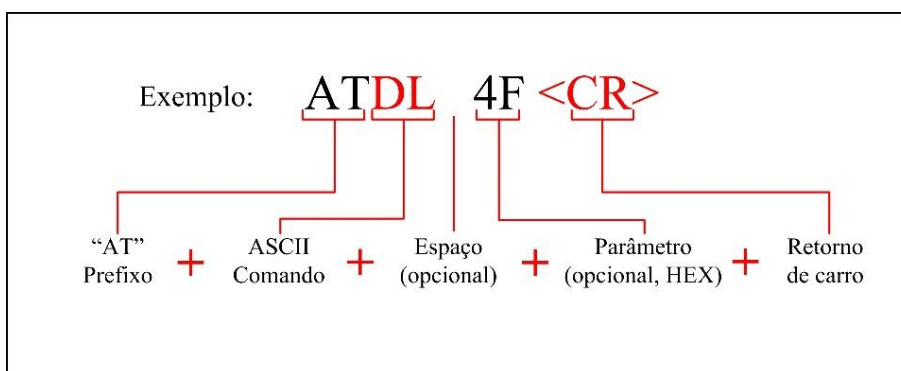 Exemplo: ATDL 4F <CR>
"AT" Prefixo + ASCII Comando + Espaço (opcional) + Parâmetro (opcional, HEX) + Retorno de carro